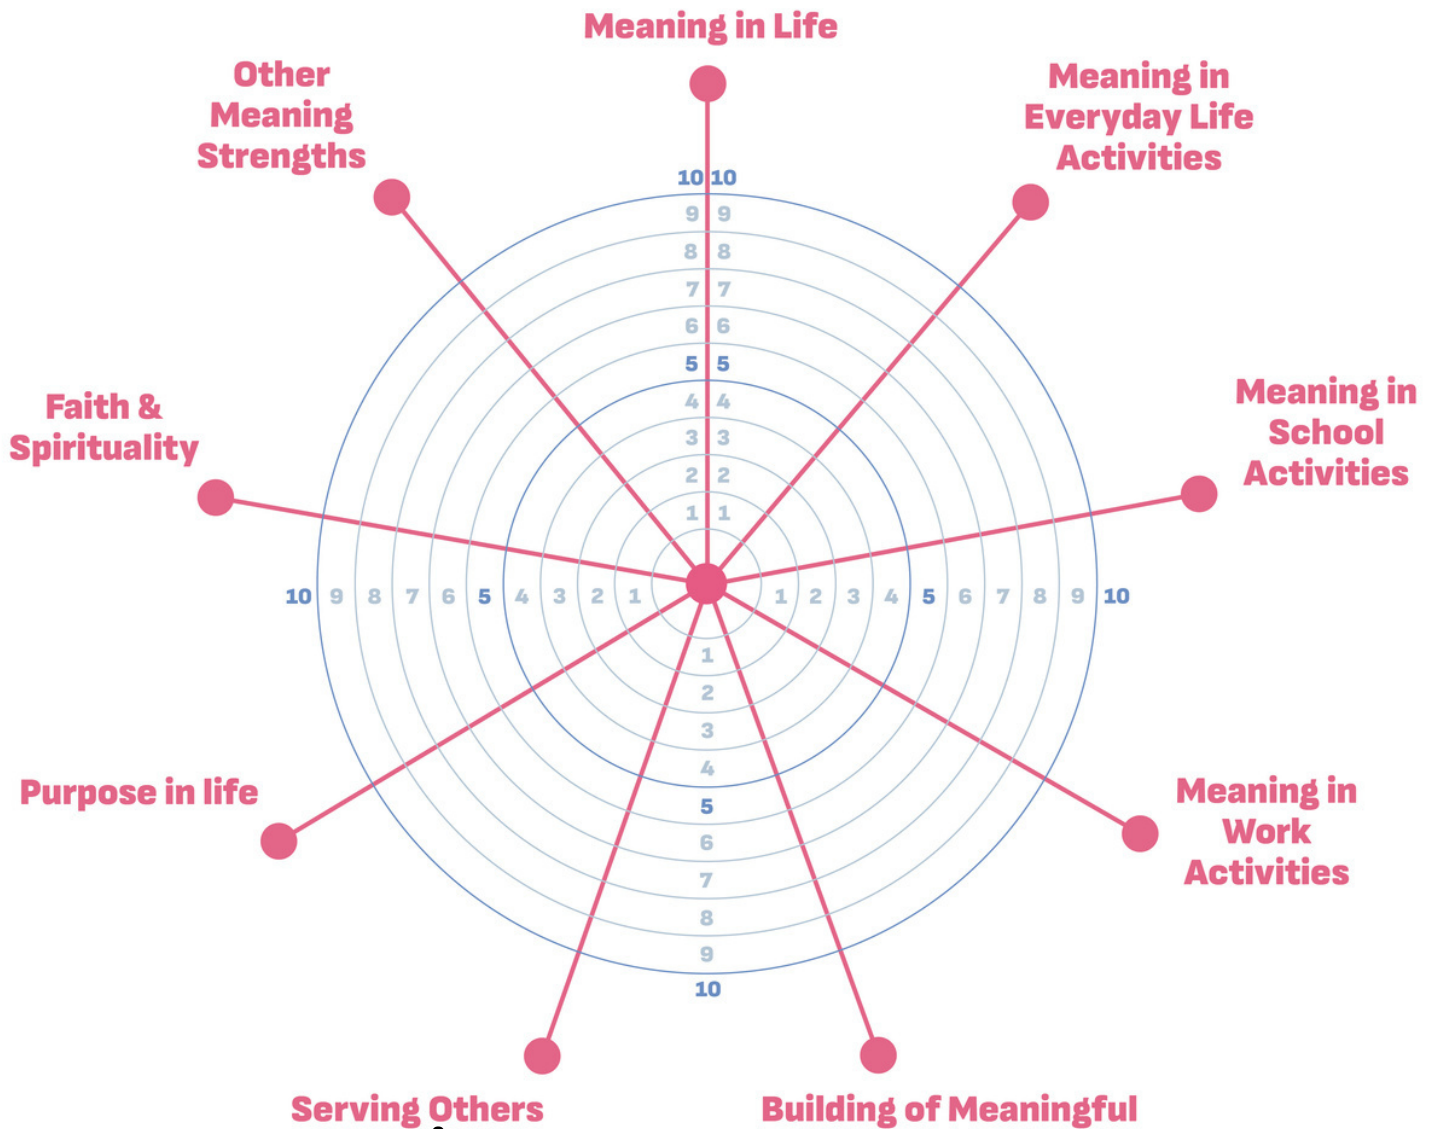 Meaning in Life
Other
Meaning
Strengths
Meaning in
Everyday Life
Activities
10 10
9 9
8 8
7 7
6 6
5 5
4 4
3 3
2 2
1 1
Faith &
Spirituality
Meaning in
School
Activities
10 9 8 7 6 5 4 3 2 1 1 2 3 4 5 6 7 8 9 10
1
2
3
4
5
6
7
8
9
10
Purpose in life
Meaning in
Work
Activities
Serving Others
Building of Meaningful